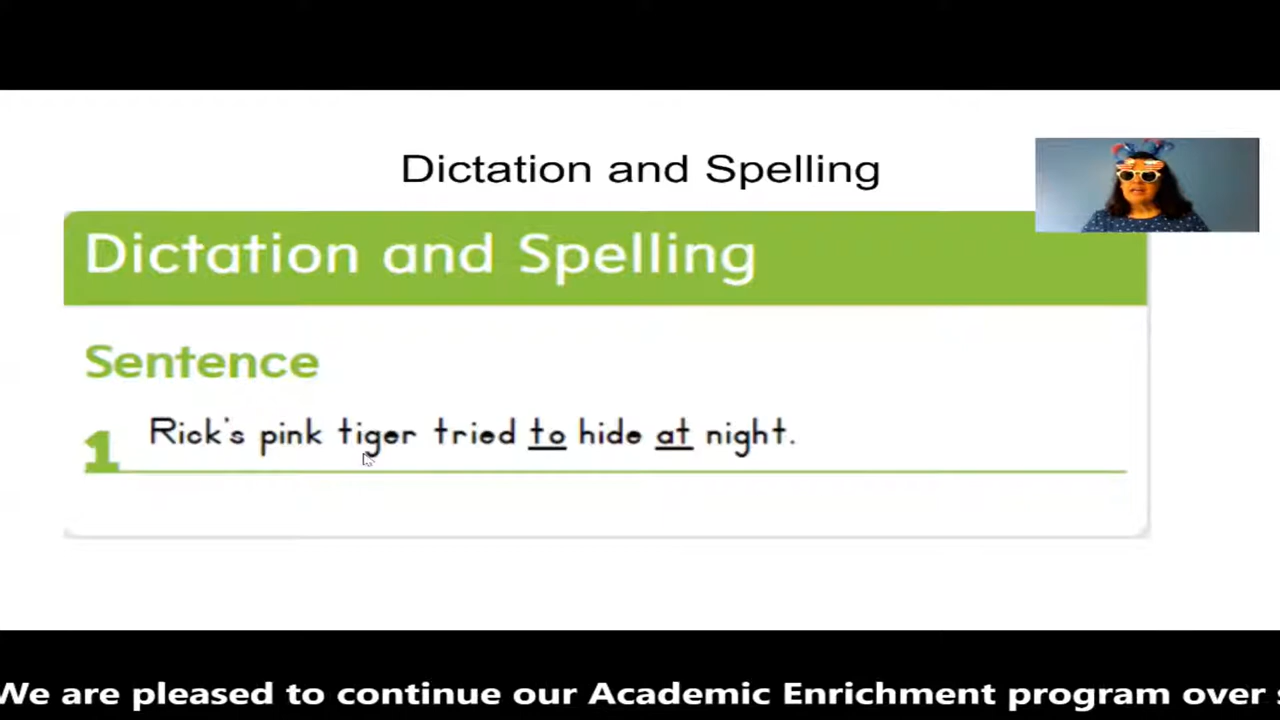 Dictation and Spelling
Dictation and Spelling
Sentence
1 Rick's pink tiger tried to hide at night.
We are pleased to continue our Academic Enrichment program over